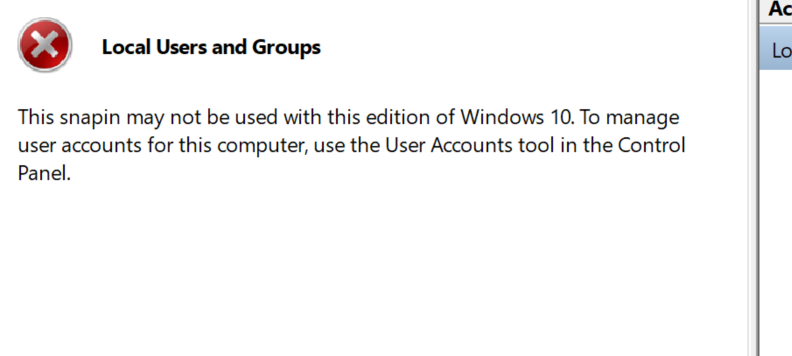 Local Users and Groups
This snapin may not be used with this edition of Windows 10. To manage
user accounts for this computer, use the User Accounts tool in the Control
Panel.
Ac
Lo